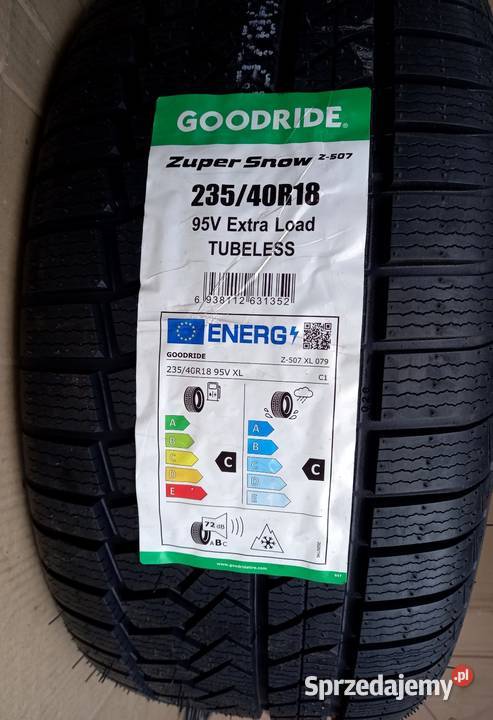 GOODRIDE®
Zuper Snow Z-507
235/40R18
95V Extra Load
TUBELESS
6 938112 631352
ENERG
GOODRIDE Z-507 XL 079
235/40R18 95V XL C1
A
B
C
D
E
C
A
B
C
D
E
C
72 dB
ABC
www.goodridetire.com
Sprzedajemy.pl